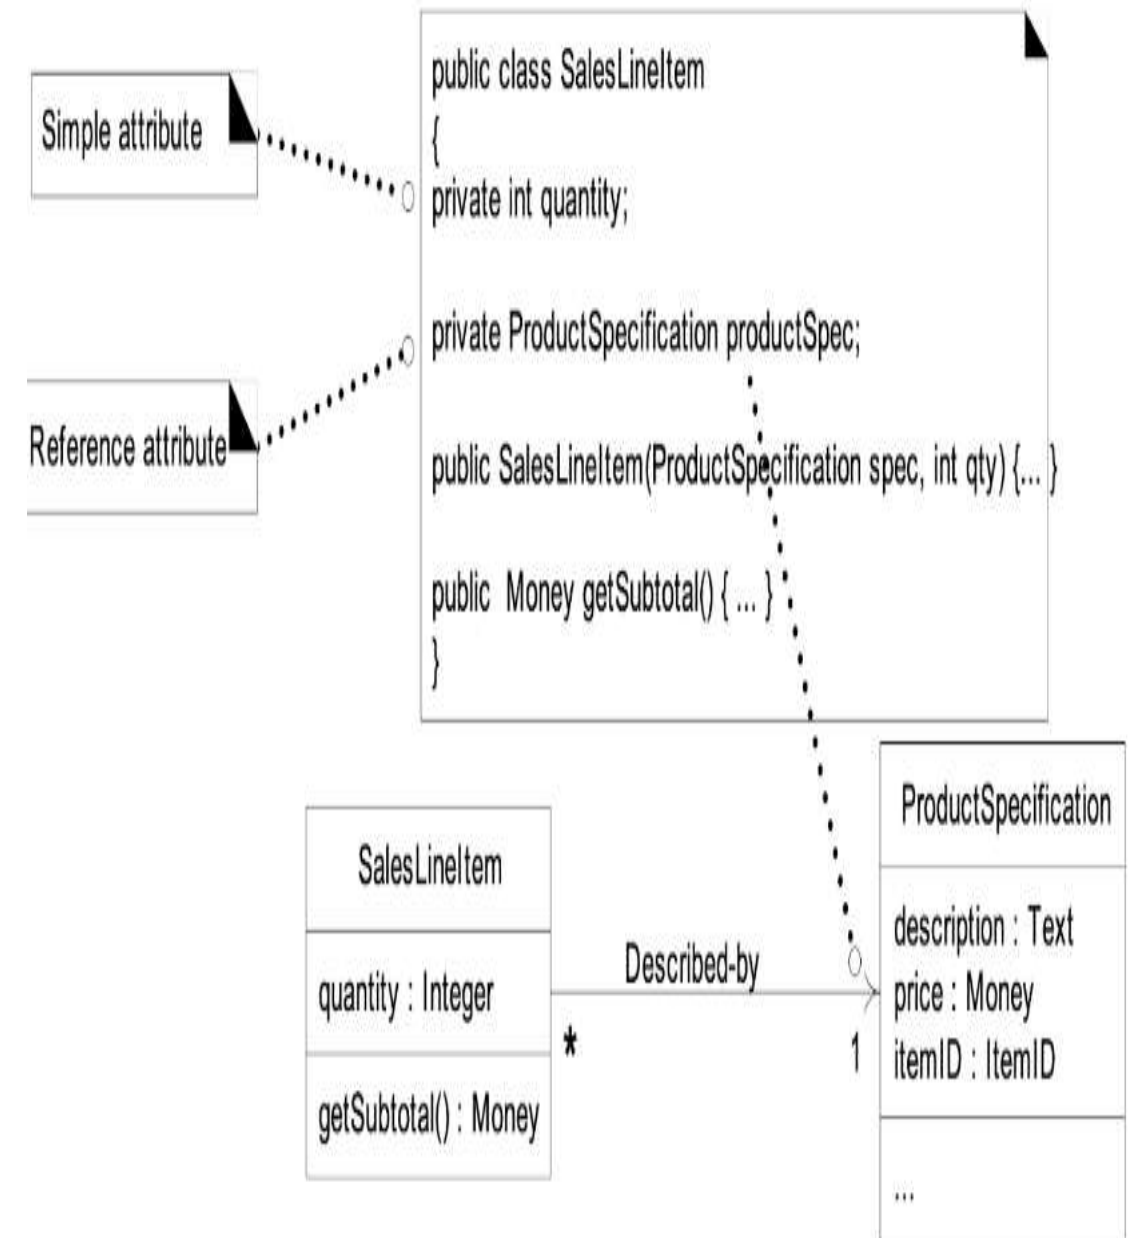 Simple attribute
Reference attribute
public class SalesLineItem
{
private int quantity;
private ProductSpecification productSpec;
public SalesLineItem(ProductSpecification spec, int qty) {... }
public  Money getSubtotal() { ... }
}
SalesLineItem
quantity : Integer
getSubtotal() : Money
Described-by
*
1
ProductSpecification
description : Text
price : Money
itemID : ItemID
...